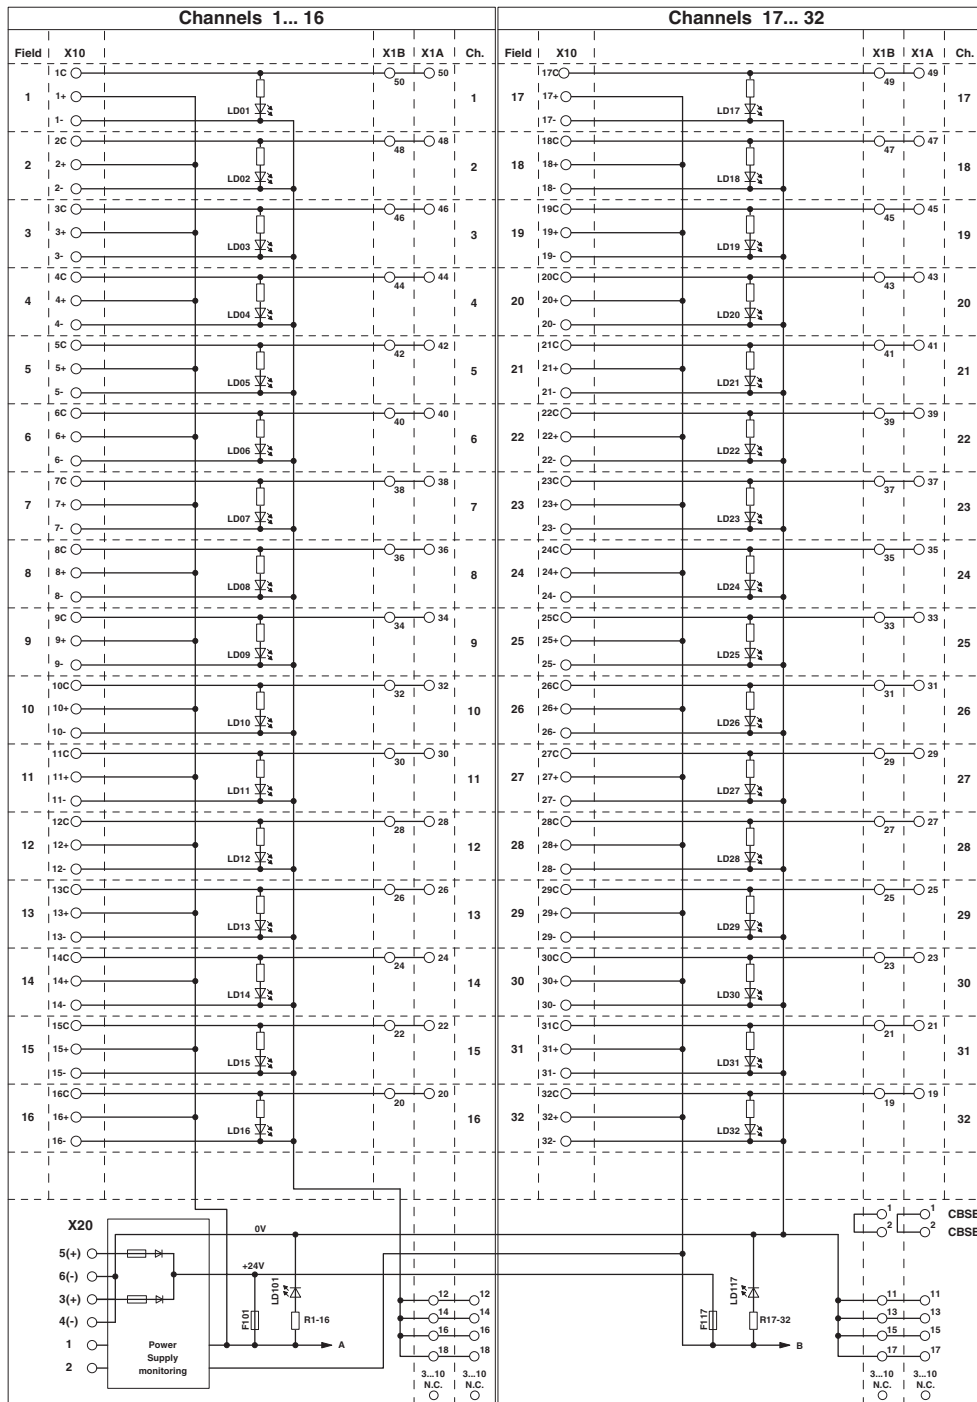 Channels 1... 16 Channels 17... 32
Field X10 X1B X1A Ch. Field X10 X1B X1A Ch.
1C 50 50 17C 49 49
1 1+ LD01 1 17 17+ LD17 17
1- 17-
2C 48 48 18C 47 47
2 2+ LD02 2 18 18+ LD18 18
2- 18-
3C 46 46 19C 45 45
3 3+ LD03 3 19 19+ LD19 19
3- 19-
4C 44 44 20C 43 43
4 4+ LD04 4 20 20+ LD20 20
4- 20-
5C 42 42 21C 41 41
5 5+ LD05 5 21 21+ LD21 21
5- 21-
6C 40 40 22C 39 39
6 6+ LD06 6 22 22+ LD22 22
6- 22-
7C 38 38 23C 37 37
7 7+ LD07 7 23 23+ LD23 23
7- 23-
8C 36 36 24C 35 35
8 8+ LD08 8 24 24+ LD24 24
8- 24-
9C 34 34 25C 33 33
9 9+ LD09 9 25 25+ LD25 25
9- 25-
10C 32 32 26C 31 31
10 10+ LD10 10 26 26+ LD26 26
10- 26-
11C 30 30 27C 29 29
11 11+ LD11 11 27 27+ LD27 27
11- 27-
12C 28 28 28C 27 27
12 12+ LD12 12 28 28+ LD28 28
12- 28-
13C 26 26 29C 25 25
13 13+ LD13 13 29 29+ LD29 29
13- 29-
14C 24 24 30C 23 23
14 14+ LD14 14 30 30+ LD30 30
14- 30-
15C 22 22 31C 21 21
15 15+ LD15 15 31 31+ LD31 31
15- 31-
16C 20 20 32C 19 19
16 16+ LD16 16 32 32+ LD32 32
16- 32-
X20 0V 1 1 CBSE
2 2 CBSE
5(+)
6(-) +24V
3(+) LD101 12 12 LD117 11 11
4(-) F101 R1-16 14 14 F117 R17-32 13 13
1 Power A 16 16 B 15 15
2 Supply 18 18 17 17
monitoring
3...10 3...10 3...10 3...10
N.C. N.C. N.C. N.C.